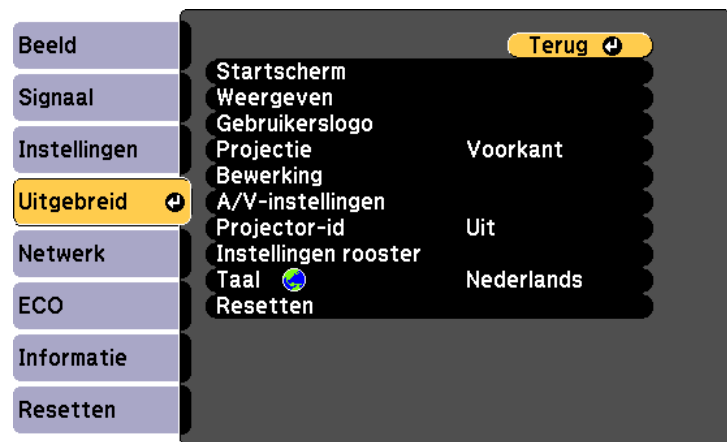 Beeld
Signaal
Instellingen
Uitgebreid
Netwerk
ECO
Informatie
Resetten
Terug
Startscherm
Weergeven
Gebruikerslogo
Projectie Voorkant
Bewerking
A/V-instellingen
Projector-id Uit
Instellingen rooster
Taal Nederlands
Resetten